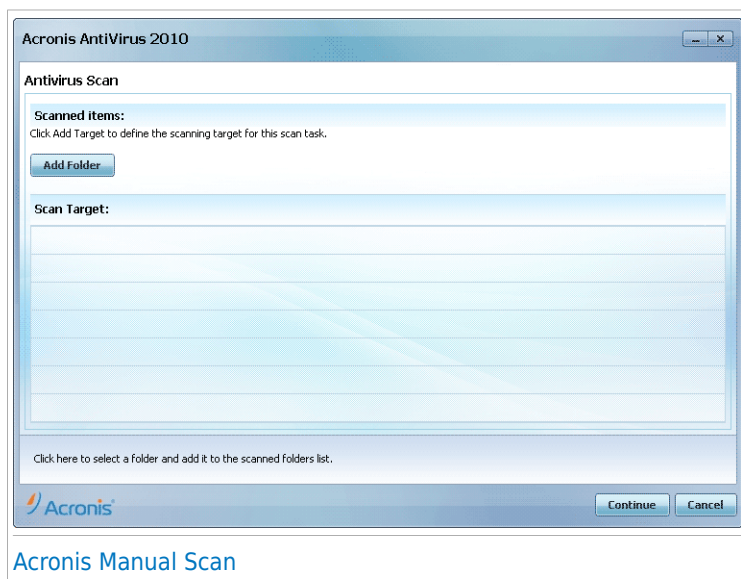 Acronis AntiVirus 2010
Antivirus Scan
Scanned items:
Click Add Target to define the scanning target for this scan task.
Add Folder
Scan Target:
Click here to select a folder and add it to the scanned folders list.
Acronis
Continue
Cancel
Acronis Manual Scan